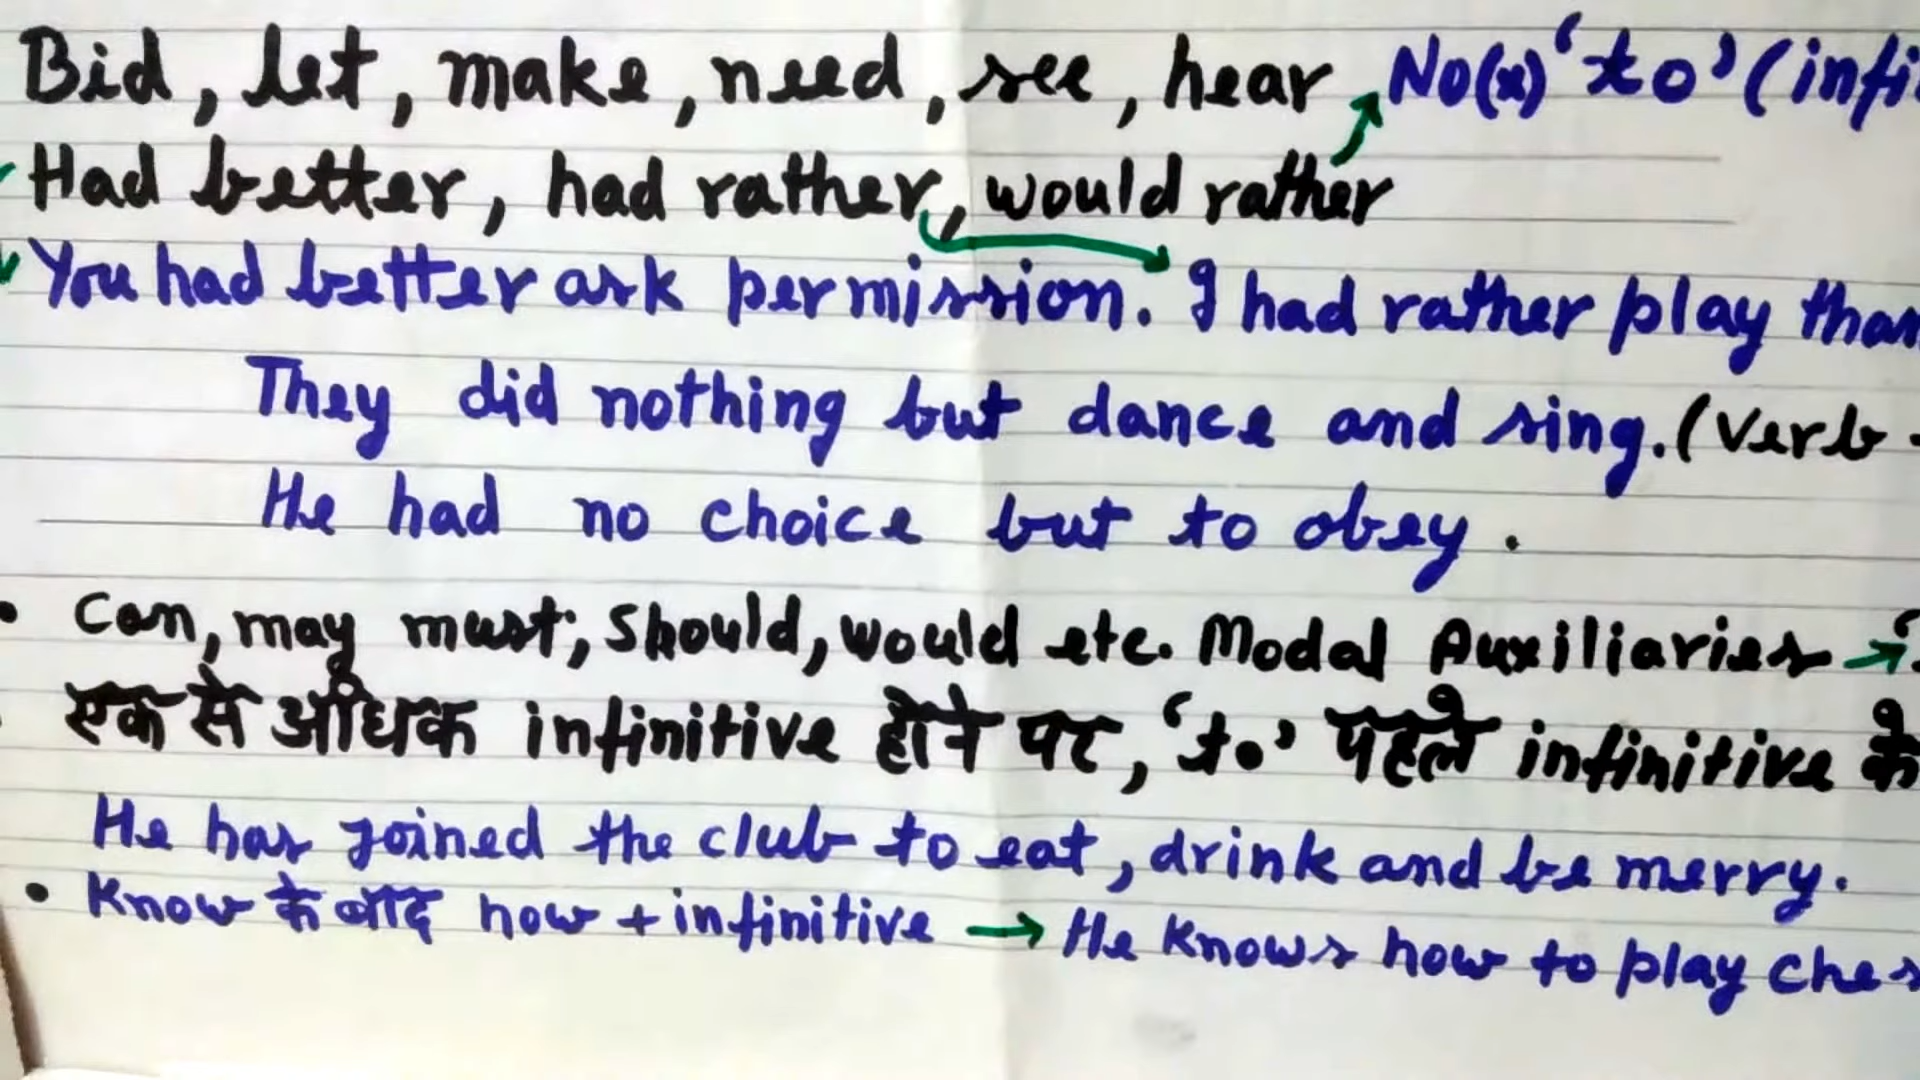 Bid, let, make, need, see, hear No(x) 'to' (infi
Had better, had rather, would rather
You had better ask permission. I had rather play than
They did nothing but dance and sing. (Verb
He had no choice but to obey.
• Can, may must, should, would etc. Modal Auxiliaries →
एक से अधिक infinitive होने पर, 'to' पहले infinitive के
He has joined the club to eat, drink and be merry.
• Know के बाद how + infinitive → He knows how to play ches